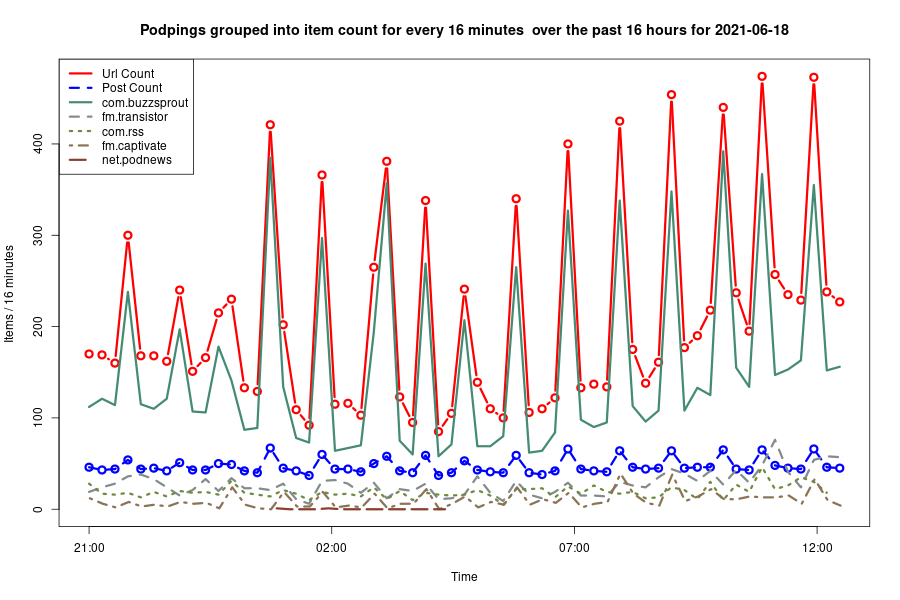 Podpings grouped into item count for every 16 minutes  over the past 16 hours for 2021-06-18
Url Count
Post Count
com.buzzsprout
fm.transistor
com.rss
fm.captivate
net.podnews
Items / 16 minutes
400
300
200
100
0
21:00 02:00 07:00 12:00
Time